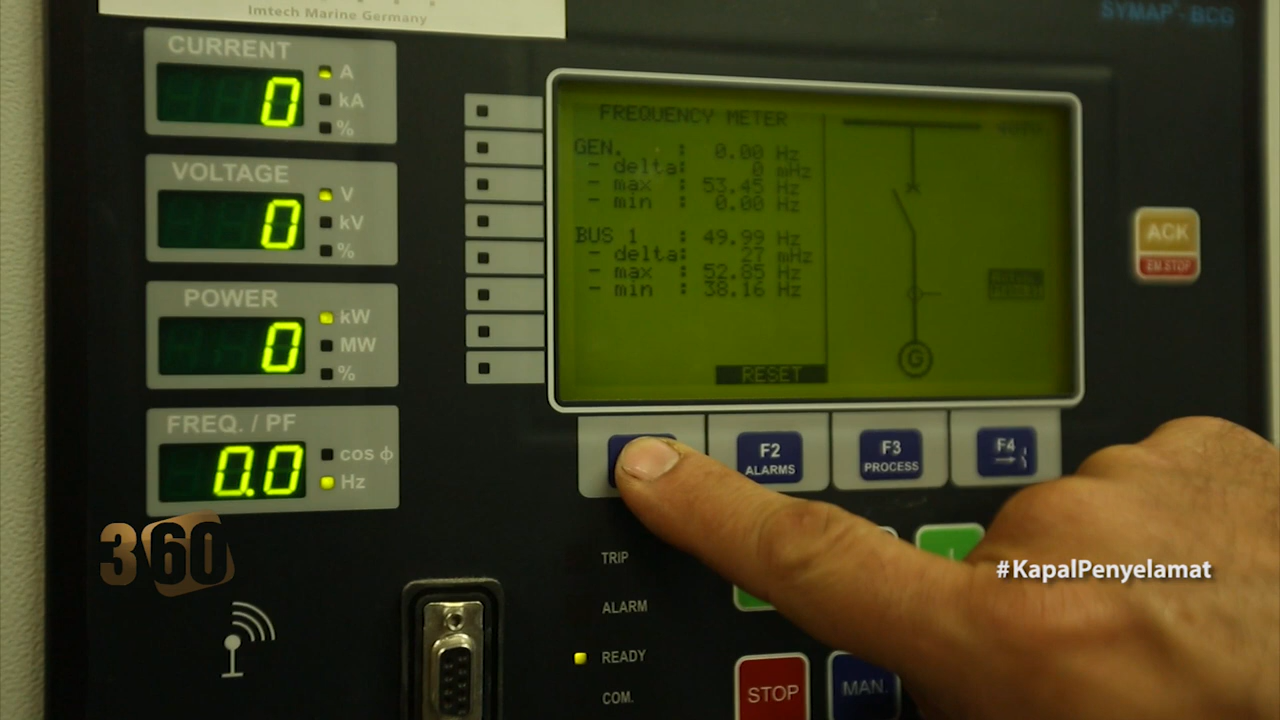 Imtech Marine Germany
SYMAP®-BCG
CURRENT
0
A
kA
%
VOLTAGE
0
V
kV
%
POWER
0
kW
MW
%
FREQ. / PF
0.0
cos ϕ
Hz
FREQUENCY METER
GEN. : 0.00 Hz
- delta: 0 mHz
- max : 53.45 Hz
- min : 0.00 Hz
BUS 1 : 49.99 Hz
- delta: 27 mHz
- max : 52.85 Hz
- min : 38.16 Hz
RESET
G
ACK
EM.STOP
F2
ALARMS
F3
PROCESS
F4
TRIP
ALARM
READY
COM.
STOP
MAN.
360
#KapalPenyelamat